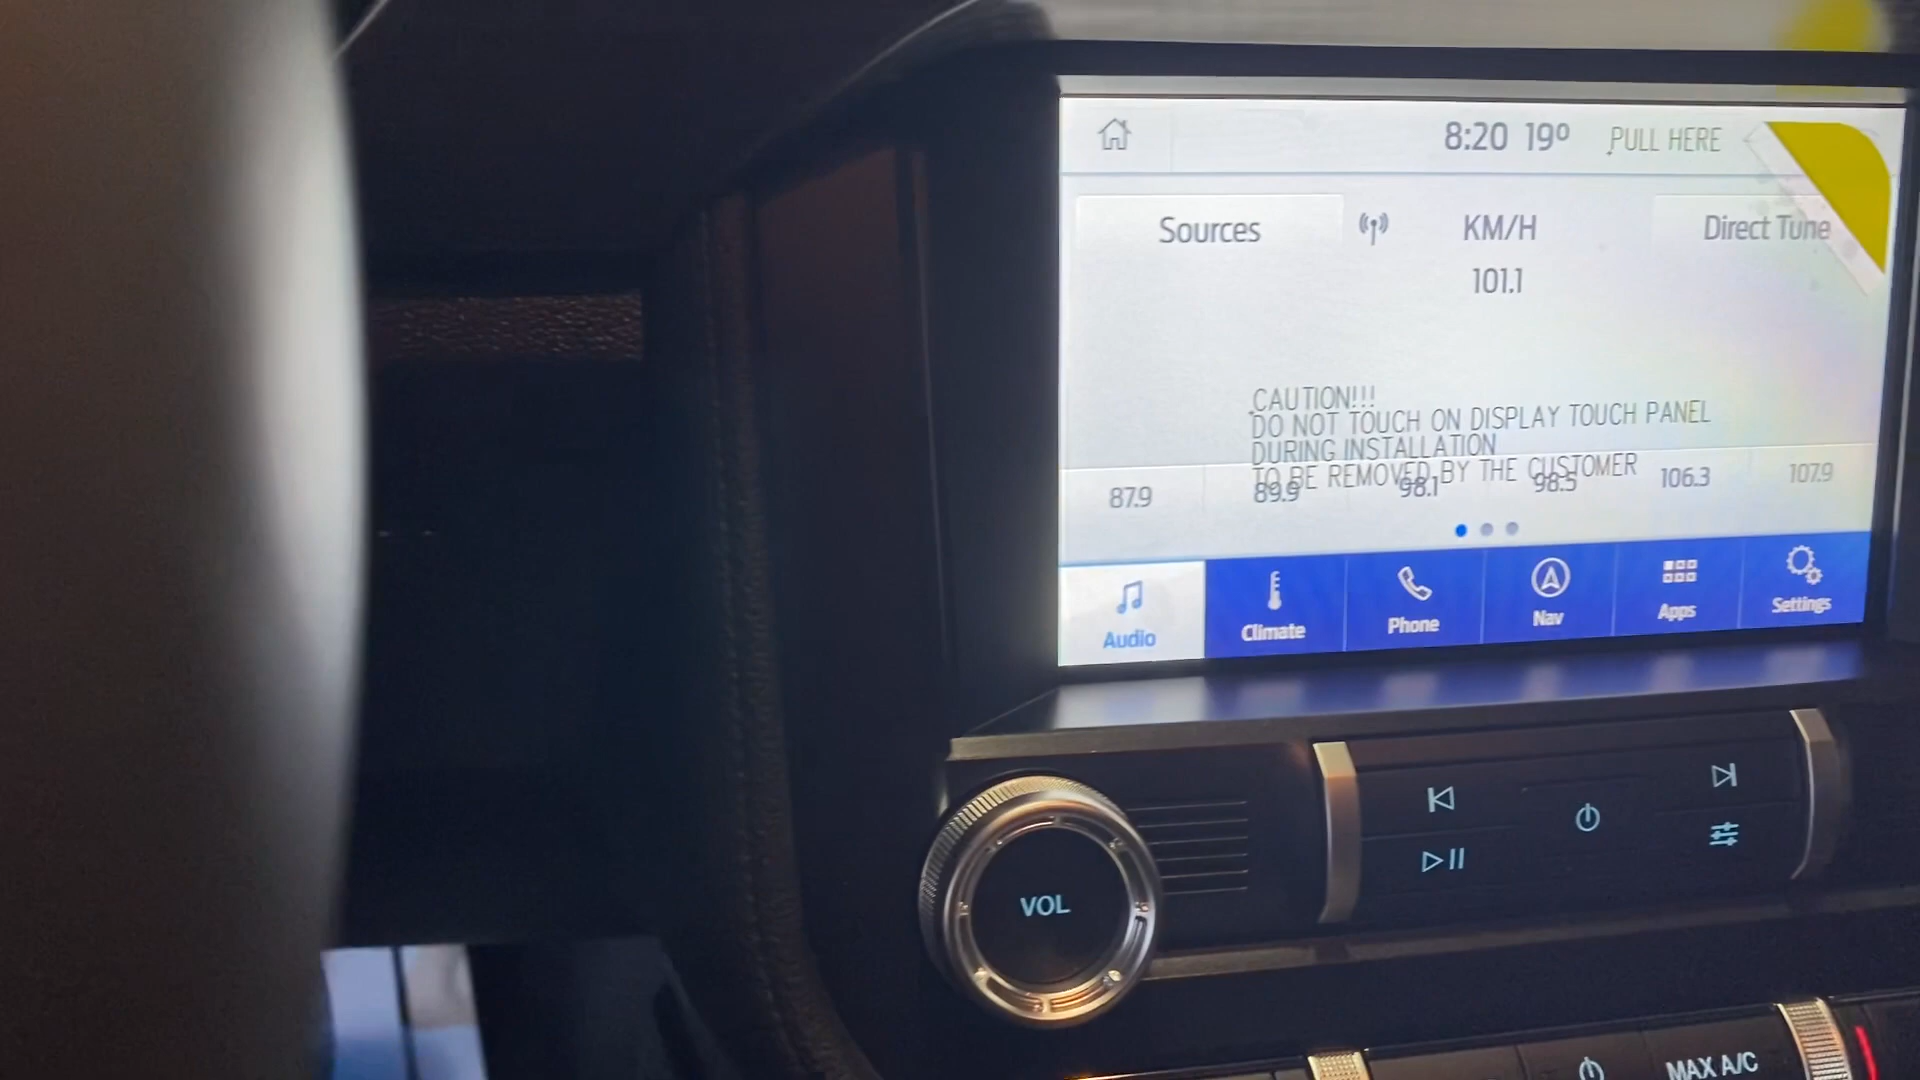 8:20 19° PULL HERE
Sources KM/H Direct Tune
101.1
CAUTION!!!
DO NOT TOUCH ON DISPLAY TOUCH PANEL
DURING INSTALLATION
TO BE REMOVED BY THE CUSTOMER
87.9 89.9 98.1 98.5 106.3 107.9
Audio Climate Phone Nav Apps Settings
VOL
MAX A/C